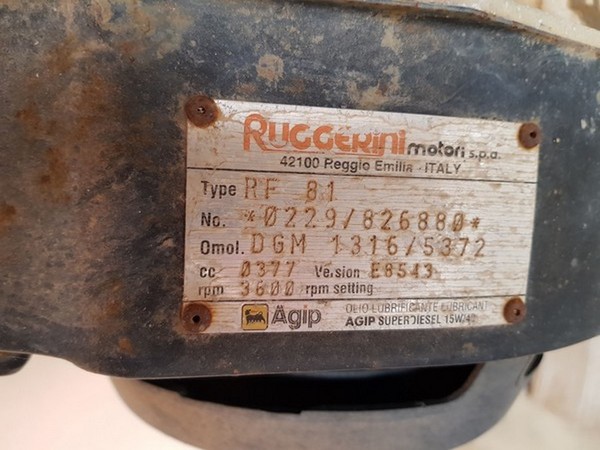 RUGGERINI motori s.p.a.
42100 Reggio Emilia - ITALY
Type RF 81
No. *0229/826880*
Omol. DGM 1316/5372
cc 0377 Version E8543
rpm 3600 rpm setting
Agip OLIO LUBRIFICANTE LUBRICANT
AGIP SUPERDIESEL 15W/40